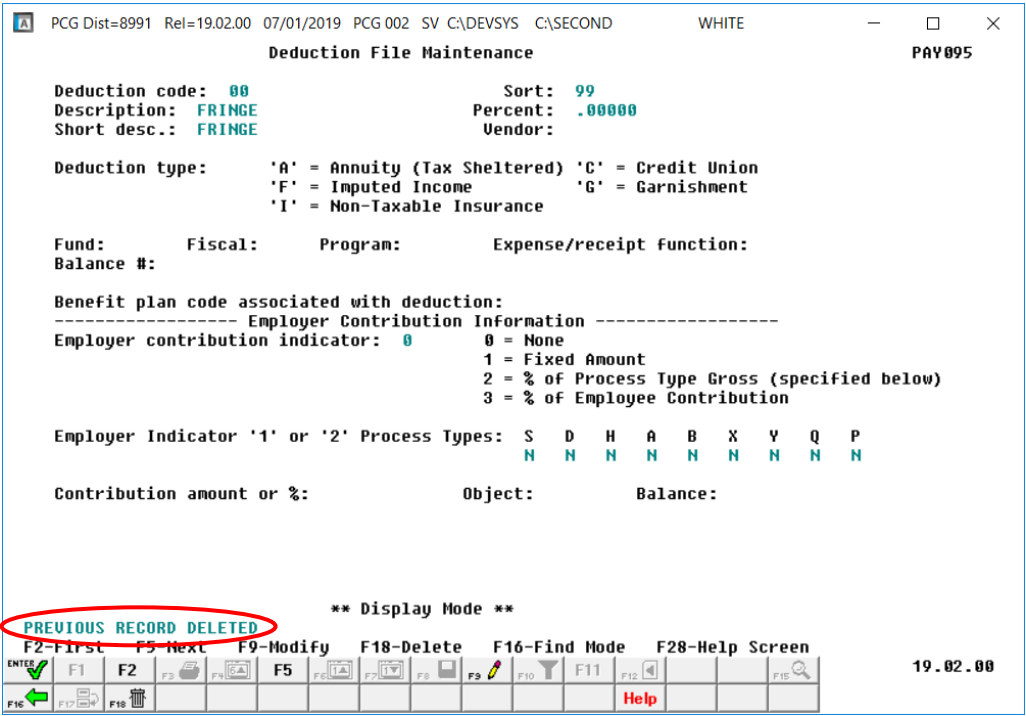 PCG Dist=8991 Rel=19.02.00 07/01/2019 PCG 002 SV C:\DEVSYS C:\SECOND WHITE
Deduction File Maintenance PAY095
Deduction code: 00 Sort: 99
Description: FRINGE Percent: .00000
Short desc.: FRINGE Vendor:
Deduction type: 'A' = Annuity (Tax Sheltered) 'C' = Credit Union
'F' = Imputed Income 'G' = Garnishment
'I' = Non-Taxable Insurance
Fund: Fiscal: Program: Expense/receipt function:
Balance #:
Benefit plan code associated with deduction:
------------------ Employer Contribution Information ------------------
Employer contribution indicator: 0 0 = None
1 = Fixed Amount
2 = % of Process Type Gross (specified below)
3 = % of Employee Contribution
Employer Indicator '1' or '2' Process Types: S D H A B X Y Q P
N N N N N N N N N
Contribution amount or %: Object: Balance:
** Display Mode **
PREVIOUS RECORD DELETED
F2-First F5-Next F9-Modify F18-Delete F16-Find Mode F28-Help Screen
ENTER F1 F2 F3 F4 F5 F6 F7 F8 F9 F10 F11 F12 F15 19.02.00
F16 F17 F18 Help